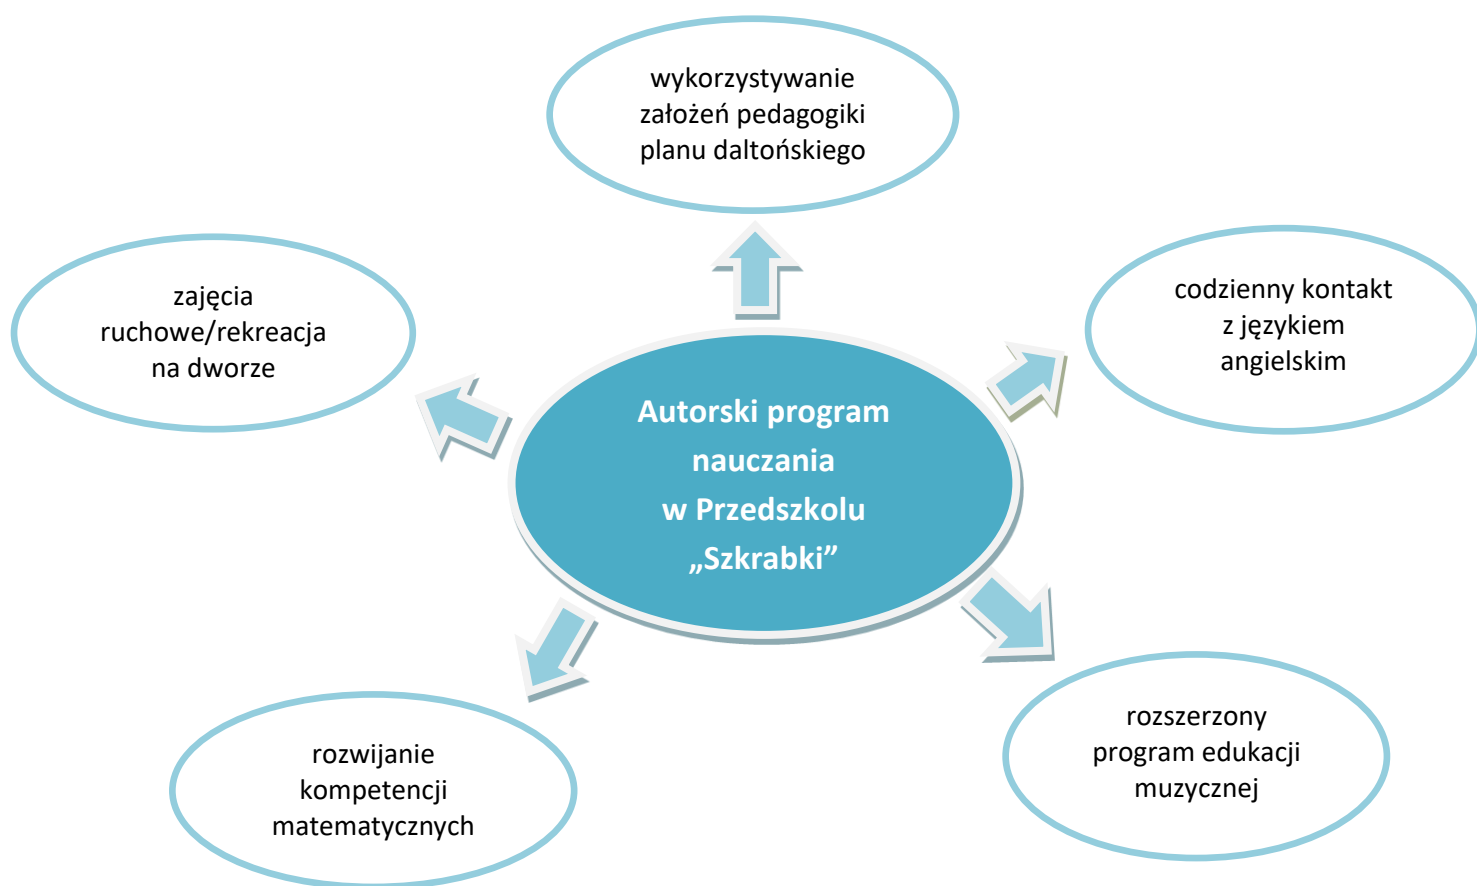 wykorzystywanie
założeń pedagogiki
planu daltońskiego
zajęcia
ruchowe/rekreacja
na dworze
codzienny kontakt
z językiem
angielskim
Autorski program
nauczania
w Przedszkolu
„Szkrabki”
rozwijanie
kompetencji
matematycznych
rozszerzony
program edukacji
muzycznej